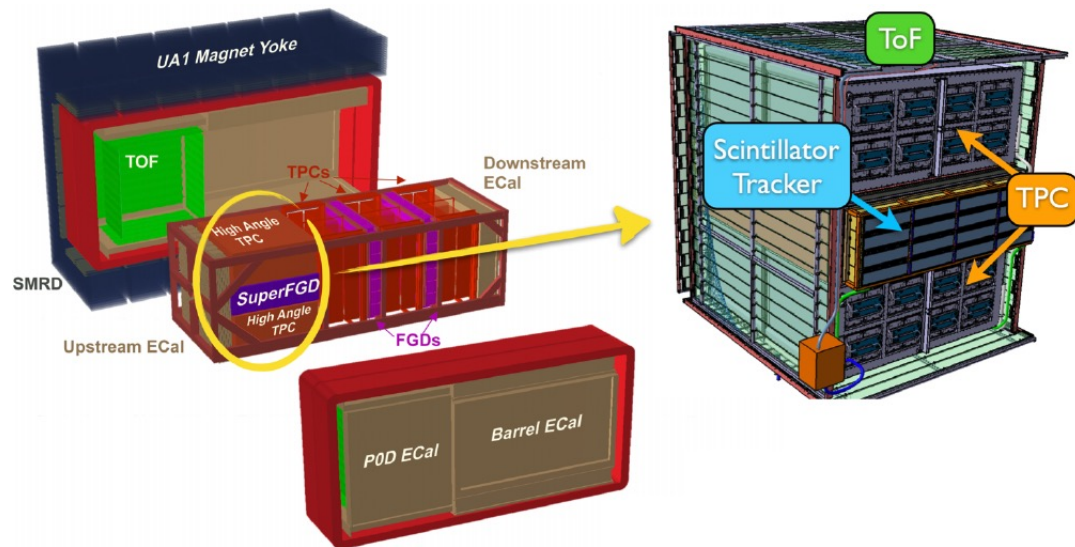 UA1 Magnet Yoke
TOF
TPCs
Downstream
ECal
High Angle
TPC
SMRD
SuperFGD
High Angle
TPC
Upstream ECal
FGDs
P0D ECal
Barrel ECal
ToF
Scintillator
Tracker
TPC